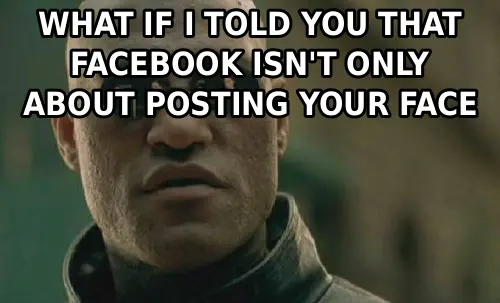 WHAT IF I TOLD YOU THAT
FACEBOOK ISN'T ONLY
ABOUT POSTING YOUR FACE